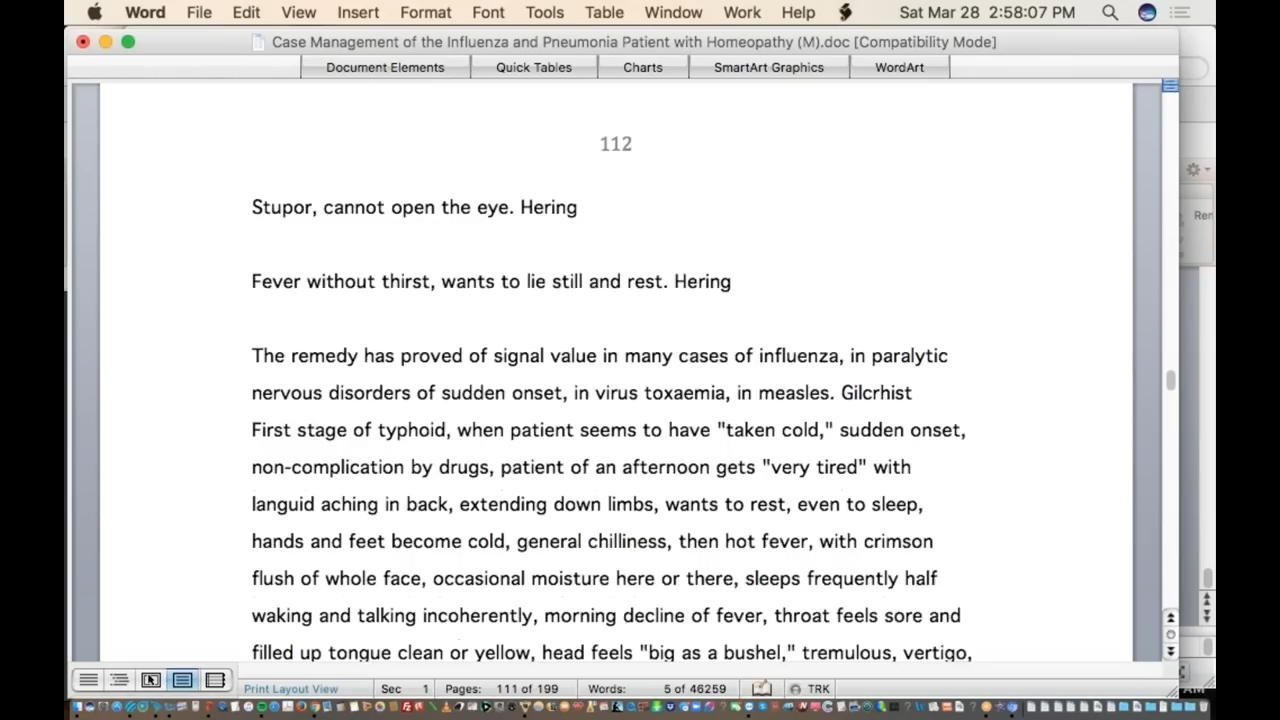 Word File Edit View Insert Format Font Tools Table Window Work Help Sat Mar 28 2:58:07 PM
Case Management of the Influenza and Pneumonia Patient with Homeopathy (M).doc [Compatibility Mode]
Document Elements Quick Tables Charts SmartArt Graphics WordArt
112
Stupor, cannot open the eye. Hering
Ren
Fever without thirst, wants to lie still and rest. Hering
The remedy has proved of signal value in many cases of influenza, in paralytic
nervous disorders of sudden onset, in virus toxaemia, in measles. Gilcrhist
First stage of typhoid, when patient seems to have "taken cold," sudden onset,
non-complication by drugs, patient of an afternoon gets "very tired" with
languid aching in back, extending down limbs, wants to rest, even to sleep,
hands and feet become cold, general chilliness, then hot fever, with crimson
flush of whole face, occasional moisture here or there, sleeps frequently half
waking and talking incoherently, morning decline of fever, throat feels sore and
filled up tongue clean or yellow, head feels "big as a bushel," tremulous, vertigo,
Print Layout View Sec 1 Pages: 111 of 199 Words: 5 of 46259 TRK
AM